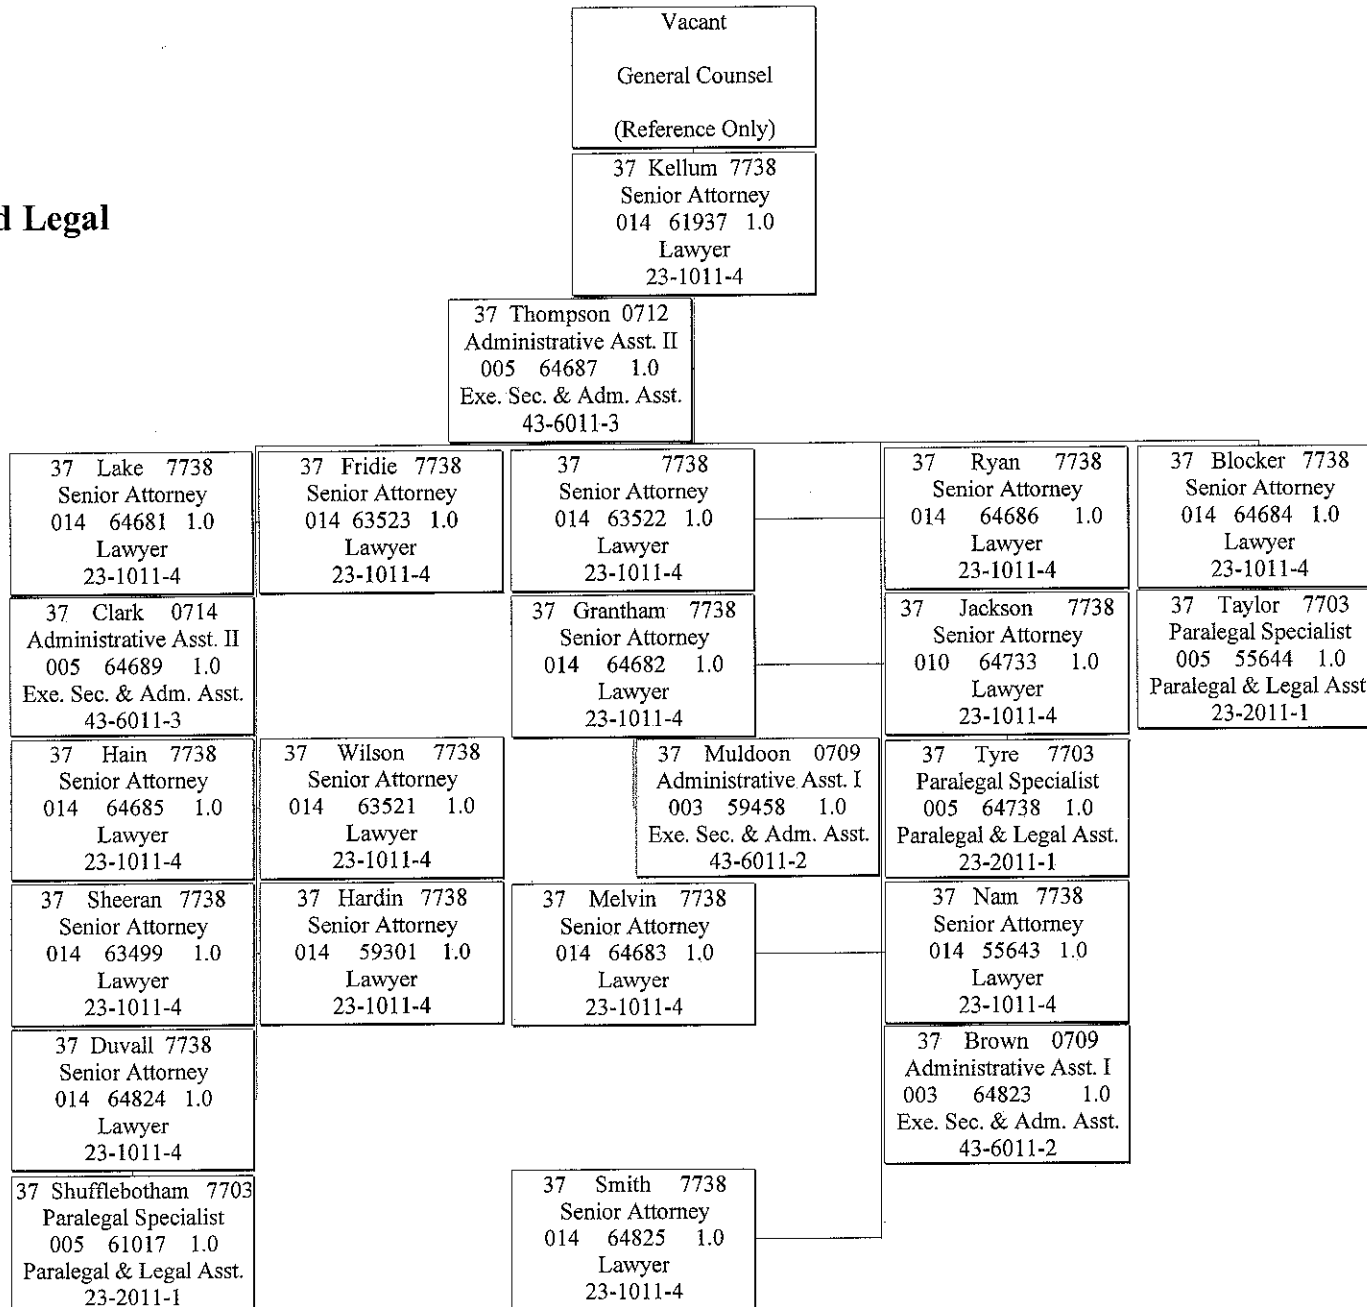 Vacant
General Counsel
(Reference Only)
37 Kellum 7738
Senior Attorney
014 61937 1.0
Lawyer
23-1011-4
d Legal
37 Thompson 0712
Administrative Asst. II
005 64687 1.0
Exe. Sec. & Adm. Asst.
43-6011-3
37 Lake 7738
Senior Attorney
014 64681 1.0
Lawyer
23-1011-4
37 Fridie 7738
Senior Attorney
014 63523 1.0
Lawyer
23-1011-4
37 7738
Senior Attorney
014 63522 1.0
Lawyer
23-1011-4
37 Ryan 7738
Senior Attorney
014 64686 1.0
Lawyer
23-1011-4
37 Blocker 7738
Senior Attorney
014 64684 1.0
Lawyer
23-1011-4
37 Clark 0714
Administrative Asst. II
005 64689 1.0
Exe. Sec. & Adm. Asst.
43-6011-3
37 Grantham 7738
Senior Attorney
014 64682 1.0
Lawyer
23-1011-4
37 Jackson 7738
Senior Attorney
010 64733 1.0
Lawyer
23-1011-4
37 Taylor 7703
Paralegal Specialist
005 55644 1.0
Paralegal & Legal Asst
23-2011-1
37 Hain 7738
Senior Attorney
014 64685 1.0
Lawyer
23-1011-4
37 Wilson 7738
Senior Attorney
014 63521 1.0
Lawyer
23-1011-4
37 Muldoon 0709
Administrative Asst. I
003 59458 1.0
Exe. Sec. & Adm. Asst.
43-6011-2
37 Tyre 7703
Paralegal Specialist
005 64738 1.0
Paralegal & Legal Asst.
23-2011-1
37 Sheeran 7738
Senior Attorney
014 63499 1.0
Lawyer
23-1011-4
37 Hardin 7738
Senior Attorney
014 59301 1.0
Lawyer
23-1011-4
37 Melvin 7738
Senior Attorney
014 64683 1.0
Lawyer
23-1011-4
37 Nam 7738
Senior Attorney
014 55643 1.0
Lawyer
23-1011-4
37 Duvall 7738
Senior Attorney
014 64824 1.0
Lawyer
23-1011-4
37 Brown 0709
Administrative Asst. I
003 64823 1.0
Exe. Sec. & Adm. Asst.
43-6011-2
37 Shufflebotham 7703
Paralegal Specialist
005 61017 1.0
Paralegal & Legal Asst.
23-2011-1
37 Smith 7738
Senior Attorney
014 64825 1.0
Lawyer
23-1011-4